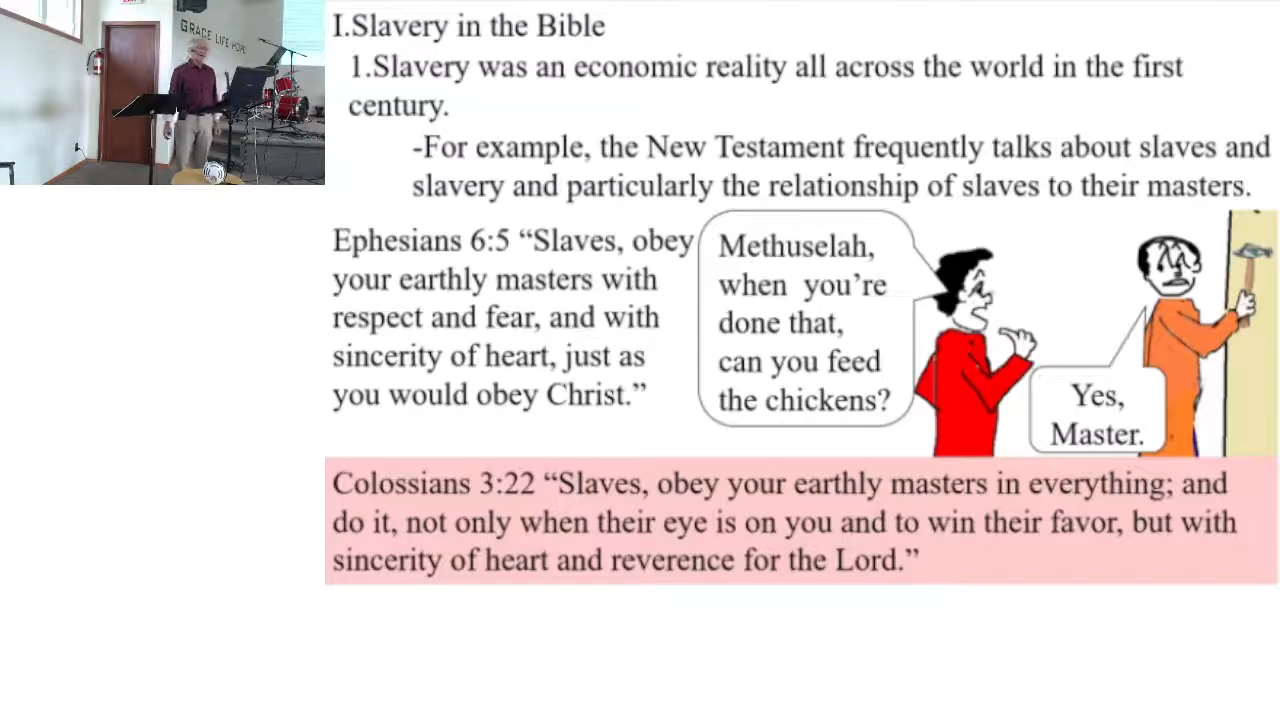 GRACE LIFE HOPE
I.Slavery in the Bible
1.Slavery was an economic reality all across the world in the first
century.
-For example, the New Testament frequently talks about slaves and
slavery and particularly the relationship of slaves to their masters.
Ephesians 6:5 “Slaves, obey
your earthly masters with
respect and fear, and with
sincerity of heart, just as
you would obey Christ.”
Methuselah,
when you’re
done that,
can you feed
the chickens?
Yes,
Master.
Colossians 3:22 “Slaves, obey your earthly masters in everything; and
do it, not only when their eye is on you and to win their favor, but with
sincerity of heart and reverence for the Lord.”